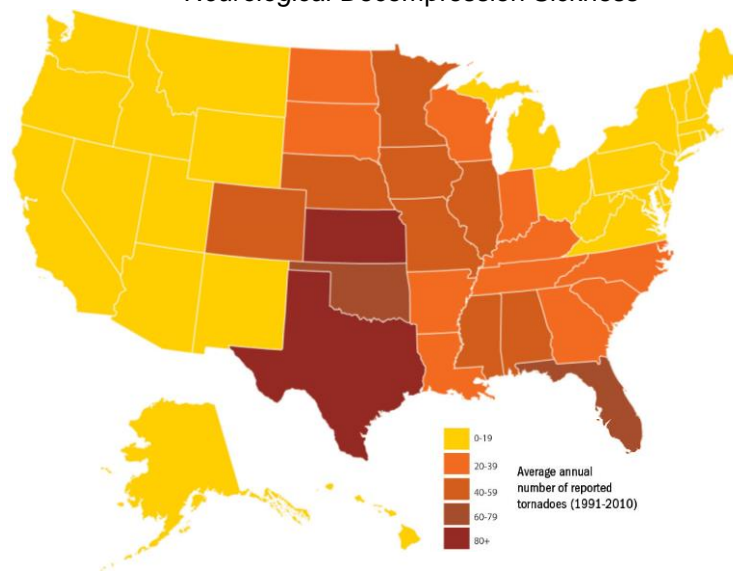 Neurological Decompression Sickness
0-19
20-39
40-59
60-79
80+
Average annual
number of reported
tornadoes (1991-2010)